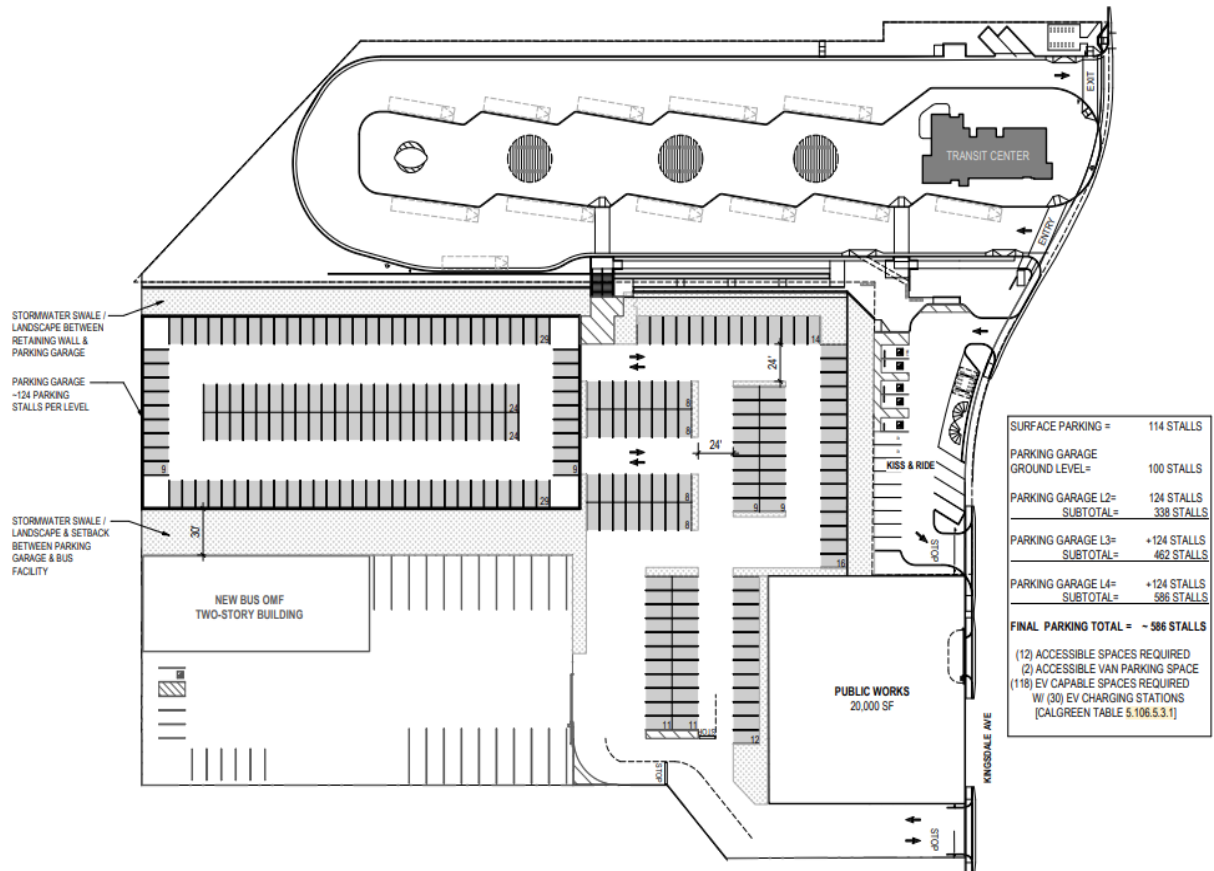 EXIT
TRANSIT CENTER
ENTRY
STORMWATER SWALE /
LANDSCAPE BETWEEN
RETAINING WALL &
PARKING GARAGE
PARKING GARAGE
~124 PARKING
STALLS PER LEVEL
STORMWATER SWALE /
LANDSCAPE & SETBACK
BETWEEN PARKING
GARAGE & BUS
FACILITY
29
24
24
9
9
29
30'
14
24'
8
8
24'
8
8
9 9
16
KISS & RIDE
STOP
NEW BUS OMF
TWO-STORY BUILDING
11 11
STOP
12
STOP
PUBLIC WORKS
20,000 SF
KINGSDALE AVE
STOP
SURFACE PARKING = 114 STALLS
PARKING GARAGE
GROUND LEVEL= 100 STALLS
PARKING GARAGE L2= 124 STALLS
SUBTOTAL= 338 STALLS
PARKING GARAGE L3= +124 STALLS
SUBTOTAL= 462 STALLS
PARKING GARAGE L4= +124 STALLS
SUBTOTAL= 586 STALLS
FINAL PARKING TOTAL = ~ 586 STALLS
(12) ACCESSIBLE SPACES REQUIRED
(2) ACCESSIBLE VAN PARKING SPACE
(118) EV CAPABLE SPACES REQUIRED
W/ (30) EV CHARGING STATIONS
[CALGREEN TABLE 5.106.5.3.1]